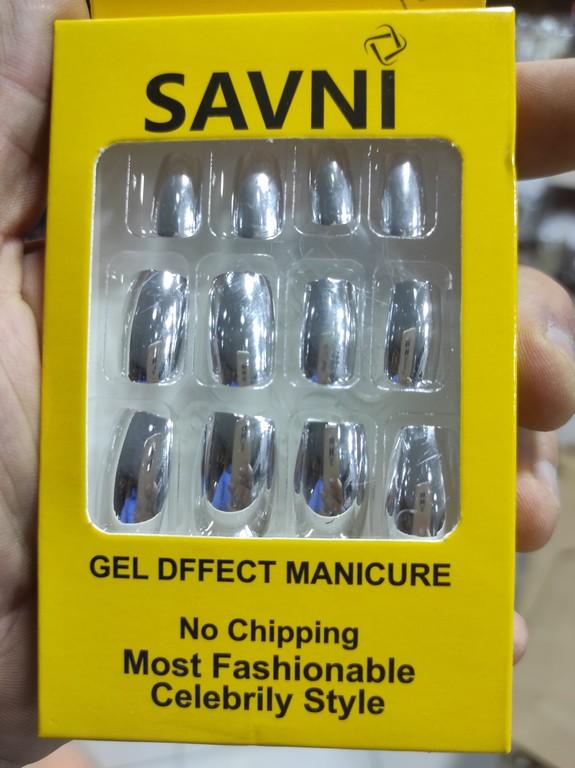 SAVNI
GEL DFFECT MANICURE
No Chipping
Most Fashionable
Celebrily Style